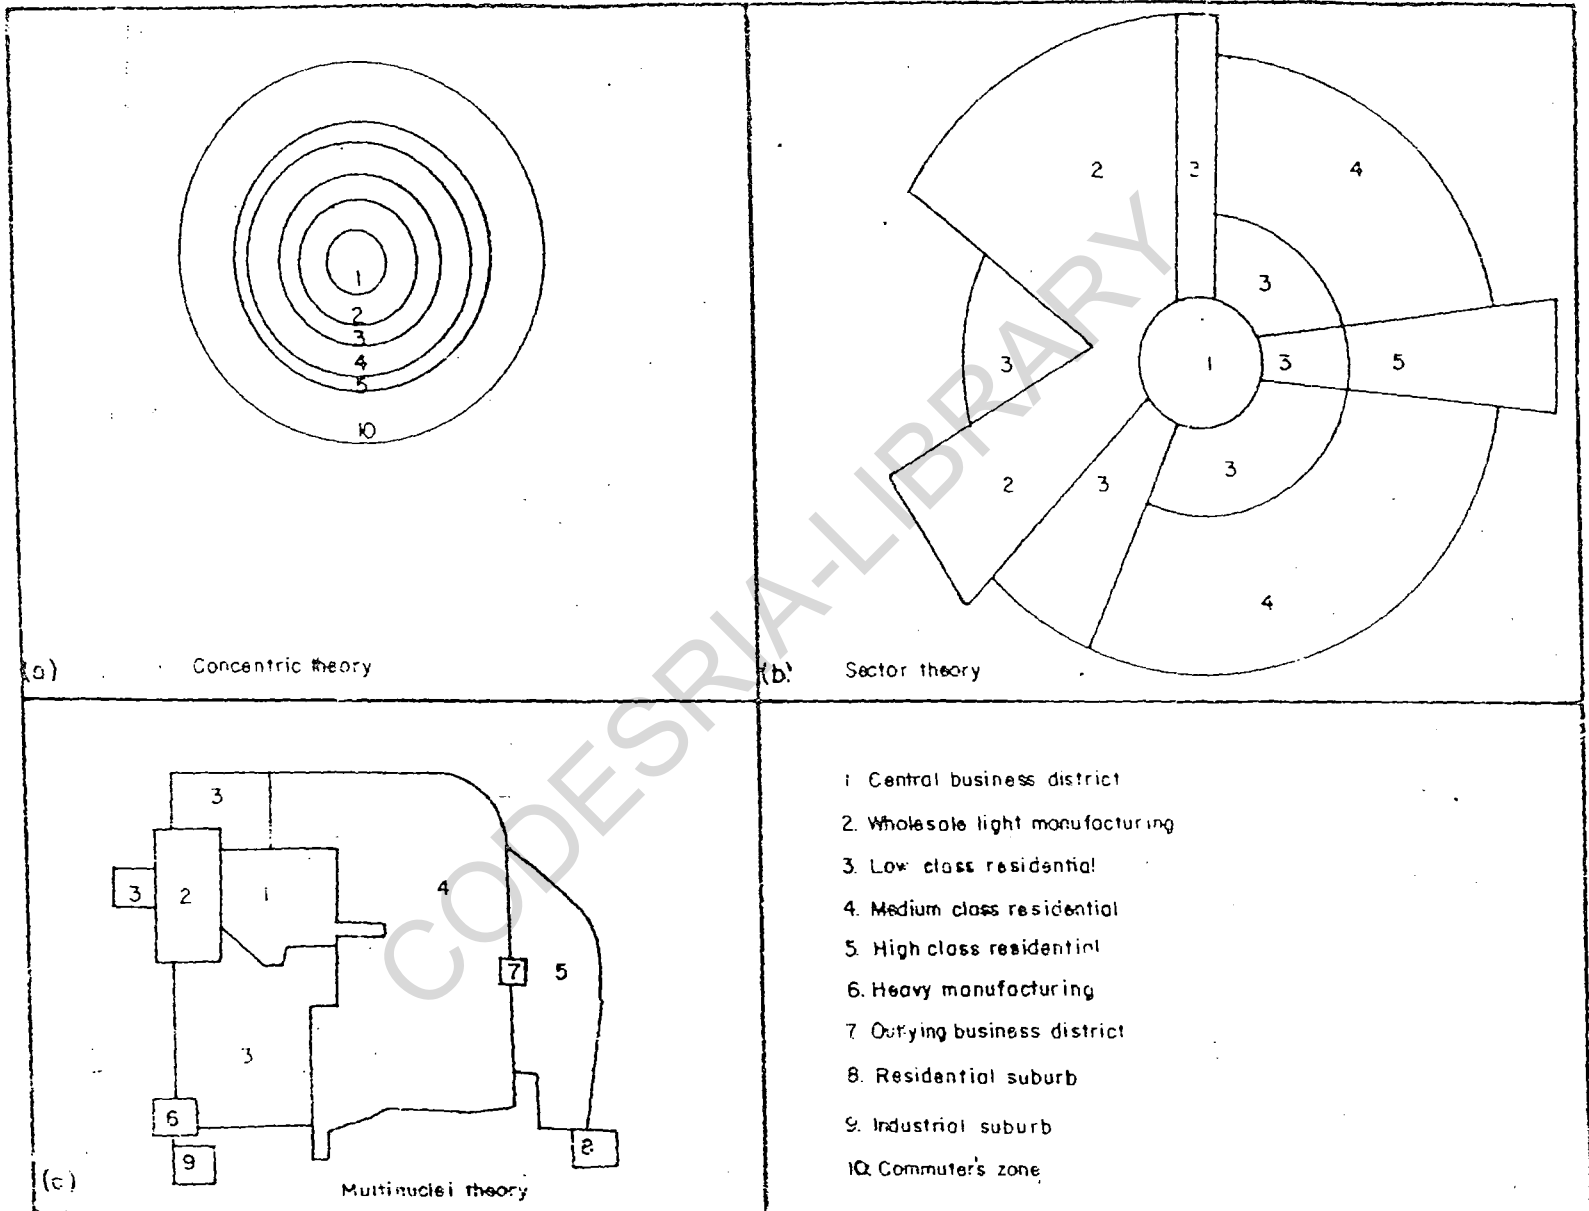 1
2
3
4
5
10
(a)
Concentric theory
2
3
4
3
1
3
5
3
2
3
3
4
(b)
Sector theory
3
3
2
1
4
7
5
3
6
9
8
(c)
Multinuclei theory
1 Central business district
2. Wholesale light manufacturing
3. Low class residential
4. Medium class residential
5. High class residential
6. Heavy manufacturing
7. Outlying business district
8. Residential suburb
9. Industrial suburb
10. Commuter's zone
CODESRIA-LIBRARY